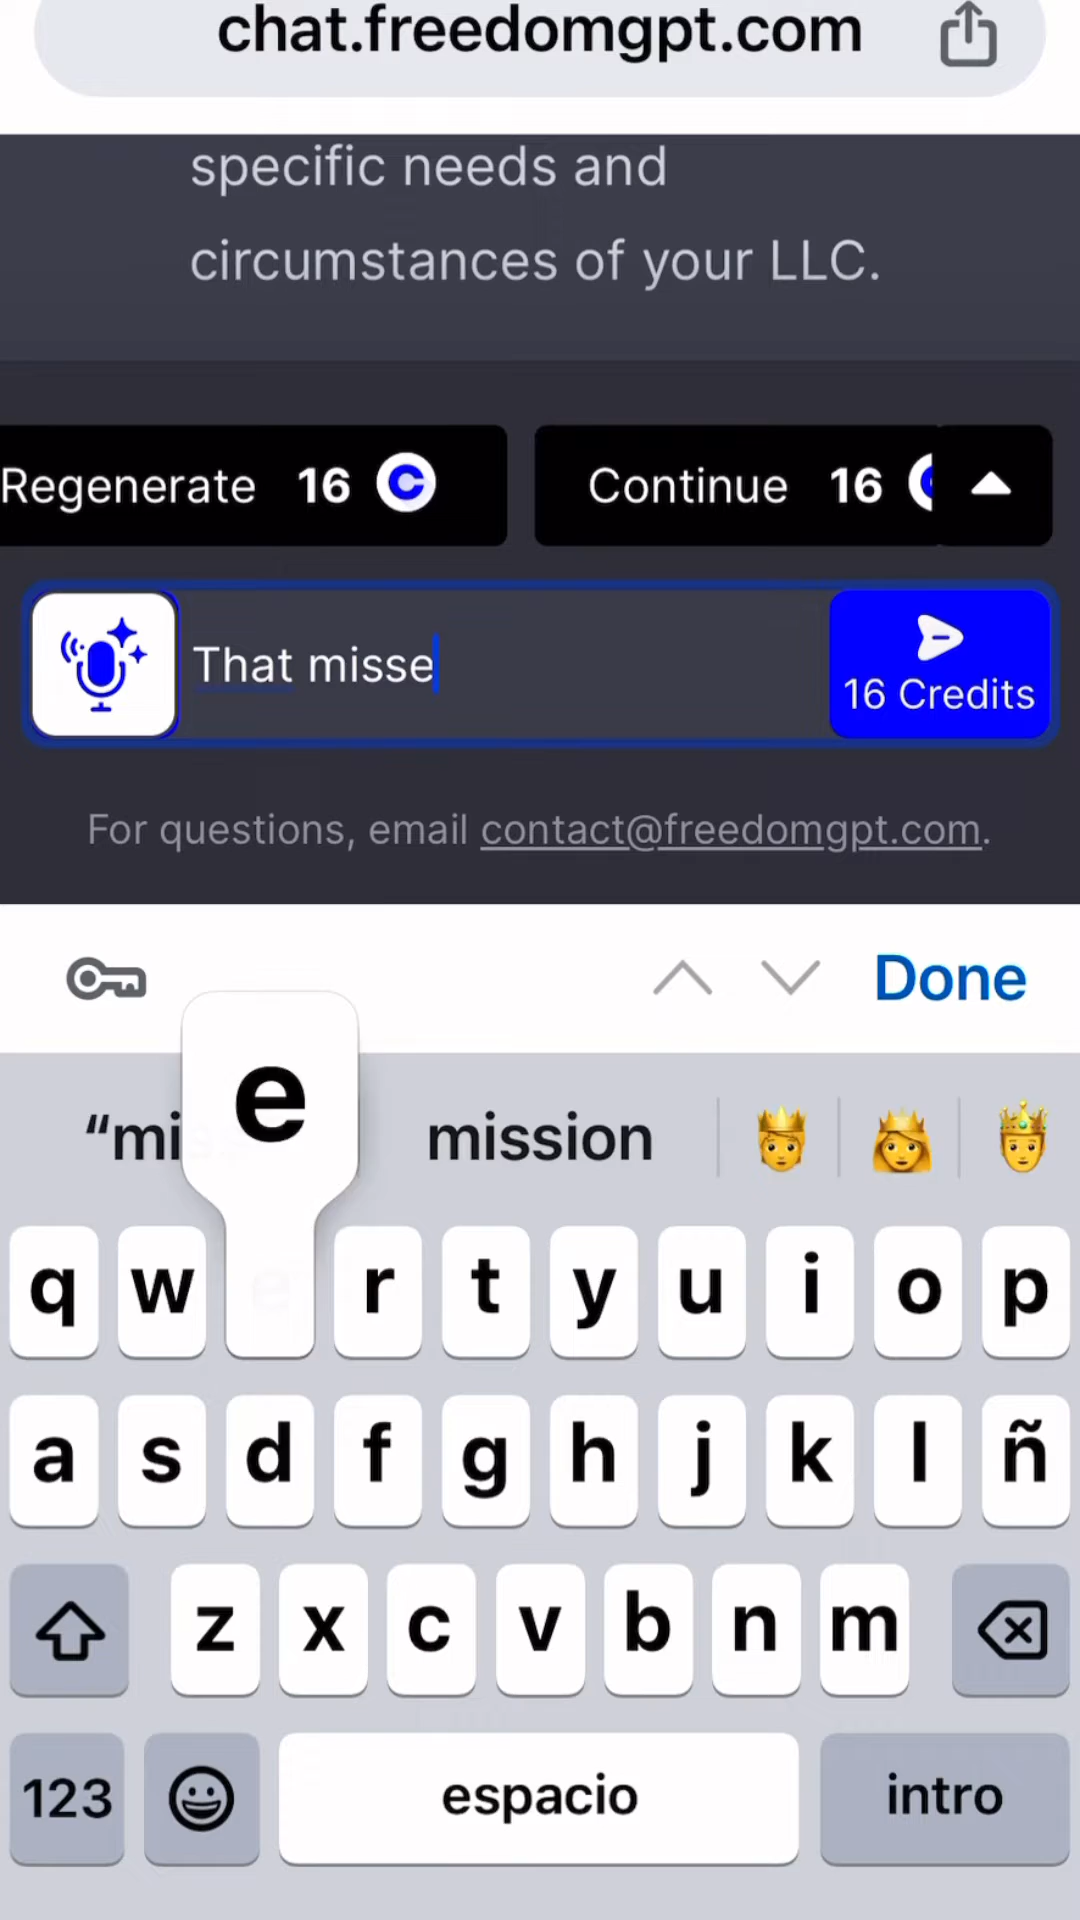 chat.freedomgpt.com
specific needs and
circumstances of your LLC.
Regenerate 16 Continue 16
That misse
16 Credits
For questions, email contact@freedomgpt.com.
Done
e
mission
q w r t y u i o p
a s d f g h j k l ñ
z x c v b n m
123 espacio intro